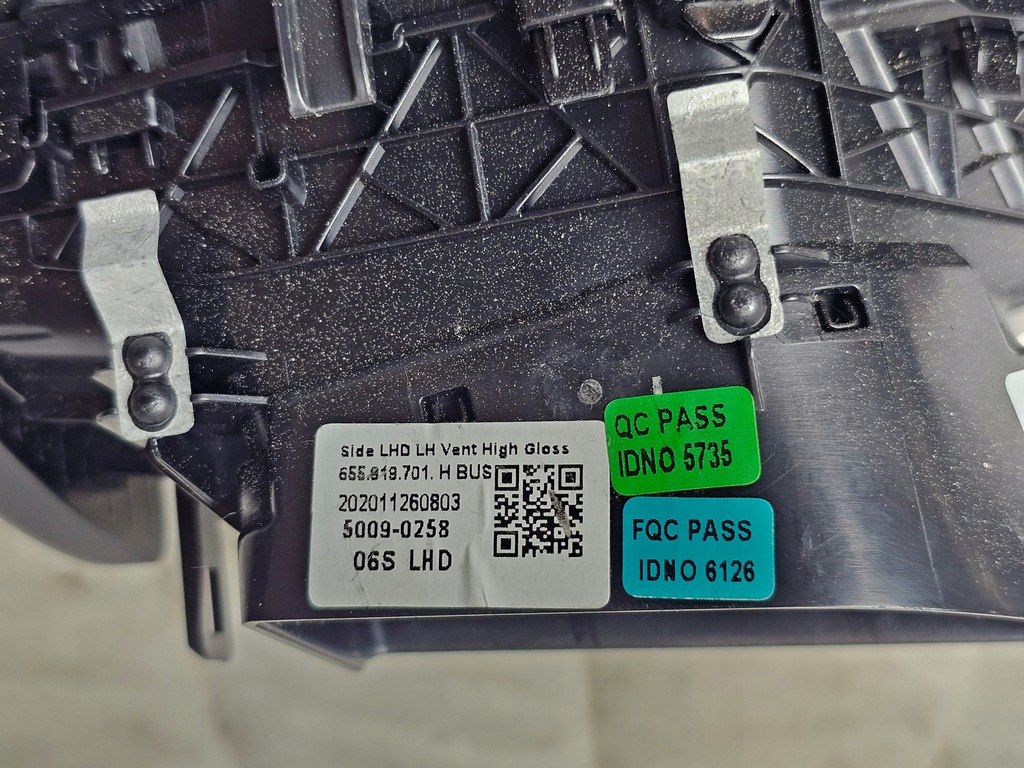 Side LHD LH Vent High Gloss
655.819.701. H BUS
202011260803
5009-0258
06S LHD
QC PASS
IDNO 5735
FQC PASS
IDNO 6126